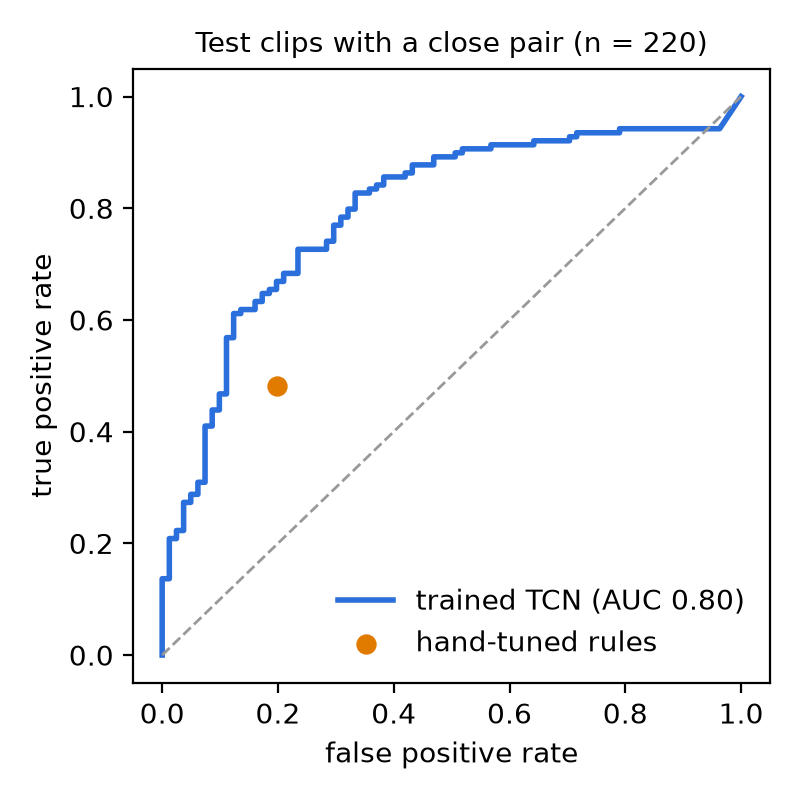 Test clips with a close pair (n = 220)
true positive rate
1.0
0.8
0.6
0.4
0.2
0.0
trained TCN (AUC 0.80)
hand-tuned rules
0.0 0.2 0.4 0.6 0.8 1.0
false positive rate